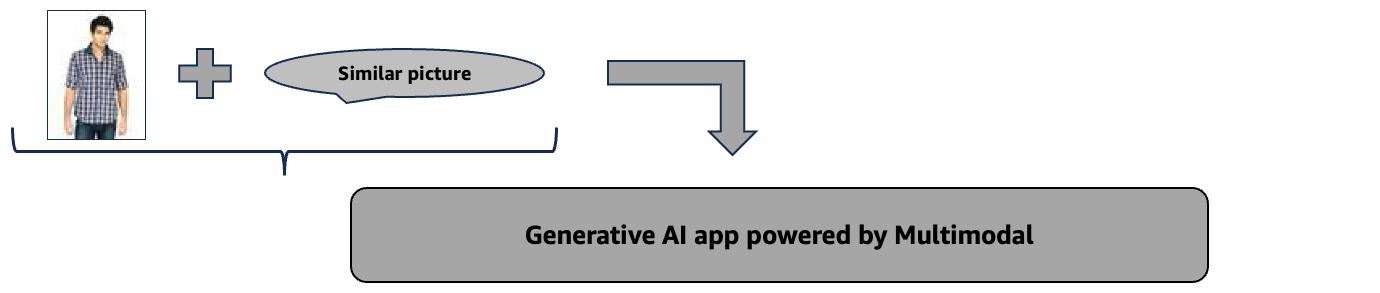 Similar picture
Generative AI app powered by Multimodal